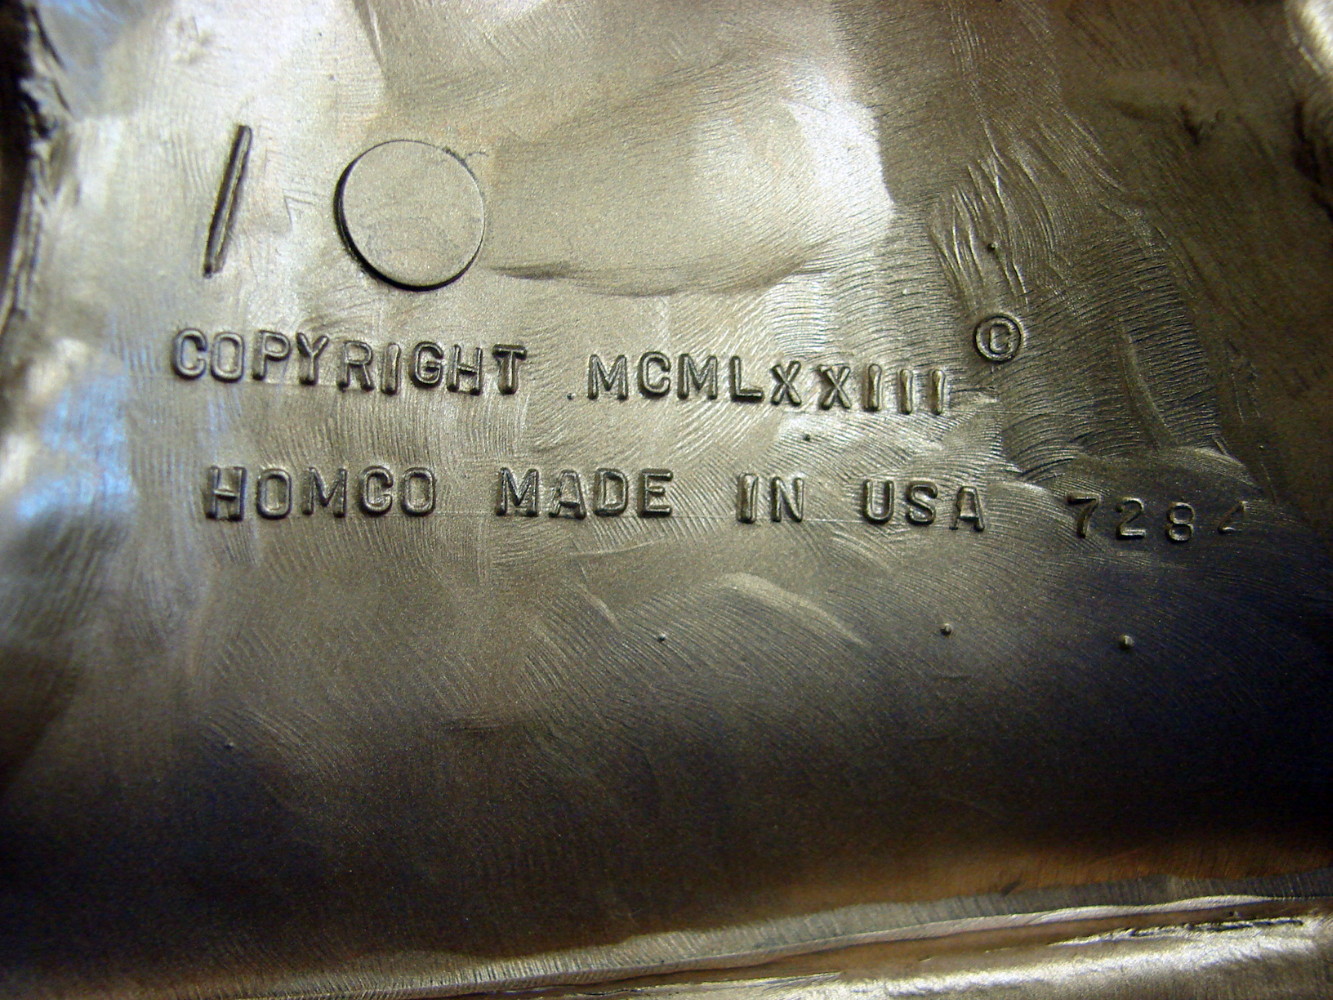 1
COPYRIGHT MCMLXXIII ©
HOMCO MADE IN USA 7284